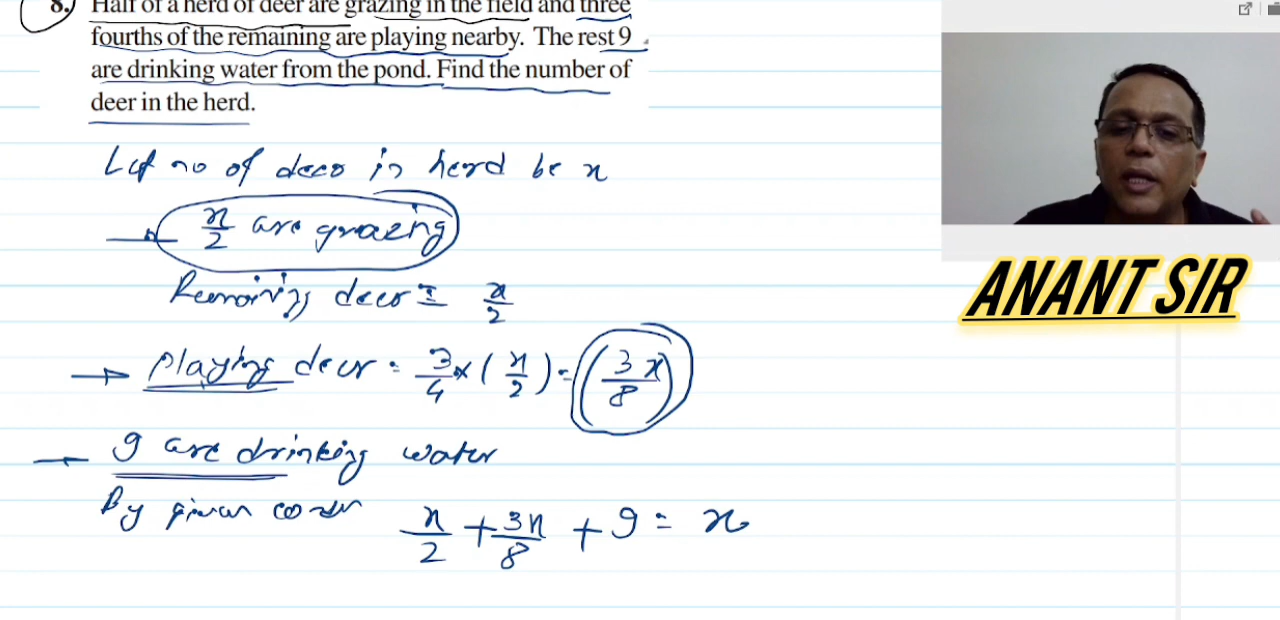 8. Half of a herd of deer are grazing in the field and three
fourths of the remaining are playing nearby. The rest 9
are drinking water from the pond. Find the number of
deer in the herd.
Let no of deer in herd be x
x/2 are grazing
Remaining deer = x/2
→ playing deer = 3/4 × (x/2) = (3x/8)
→ 9 are drinking water
By given condn x/2 + 3x/8 + 9 = x
ANANT SIR